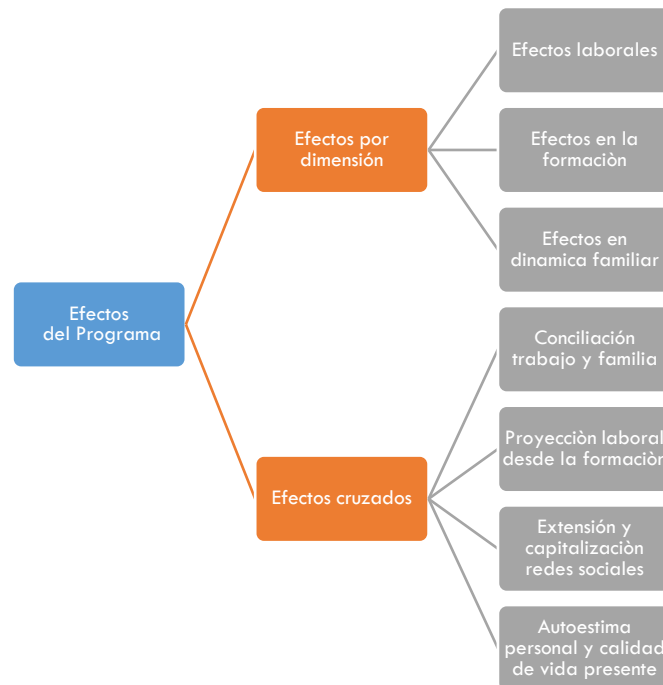 Efectos
del Programa
Efectos por
dimensión
Efectos cruzados
Efectos laborales
Efectos en la
formaciòn
Efectos en
dinamica familiar
Conciliación
trabajo y familia
Proyecciòn laboral
desde la formaciòn
Extensión y
capitalizaciòn
redes sociales
Autoestima
personal y calidad
de vida presente